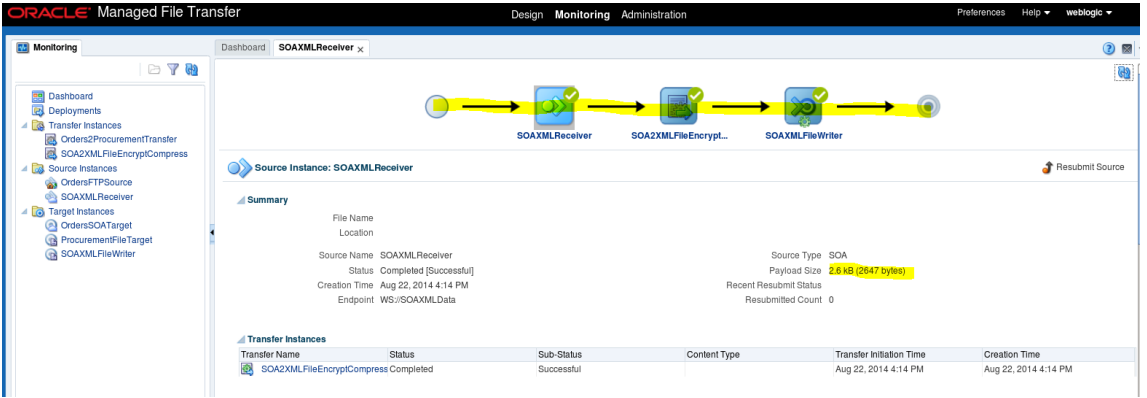 ORACLE Managed File Transfer
Design Monitoring Administration
Preferences Help weblogic
Monitoring
Dashboard SOAXMLReceiver x
Dashboard
Deployments
Transfer Instances
Orders2ProcurementTransfer
SOA2XMLFileEncryptCompress
Source Instances
OrdersFTPSource
SOAXMLReceiver
Target Instances
OrdersSOATarget
ProcurementFileTarget
SOAXMLFileWriter
SOAXMLReceiver SOA2XMLFileEncrypt... SOAXMLFileWriter
Source Instance: SOAXMLReceiver Resubmit Source
Summary
File Name
Location
Source Name SOAXMLReceiver Source Type SOA
Status Completed [Successful] Payload Size 2.6 kB (2647 bytes)
Creation Time Aug 22, 2014 4:14 PM Recent Resubmit Status
Endpoint WS://SOAXMLData Resubmitted Count 0
Transfer Instances
Transfer Name Status Sub-Status Content Type Transfer Initiation Time Creation Time
SOA2XMLFileEncryptCompress Completed Successful Aug 22, 2014 4:14 PM Aug 22, 2014 4:14 PM